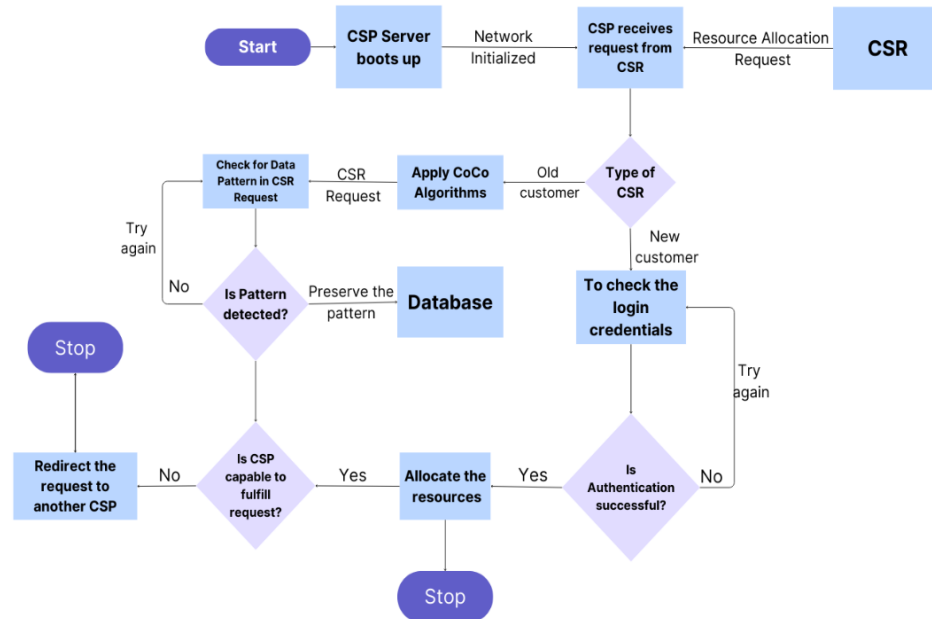 Start
CSP Server
boots up
Network
Initialized
CSP receives
request from
CSR
Resource Allocation
Request
CSR
Check for Data
Pattern in CSR
Request
CSR
Request
Apply CoCo
Algorithms
Old
customer
Type of
CSR
Try
again
New
customer
No
Is Pattern
detected?
Preserve the
pattern
Database
To check the
login
credentials
Stop
Try
again
Redirect the
request to
another CSP
No
Is CSP
capable to
fulfill
request?
Yes
Allocate the
resources
Yes
Is
Authentication
successful?
No
Stop